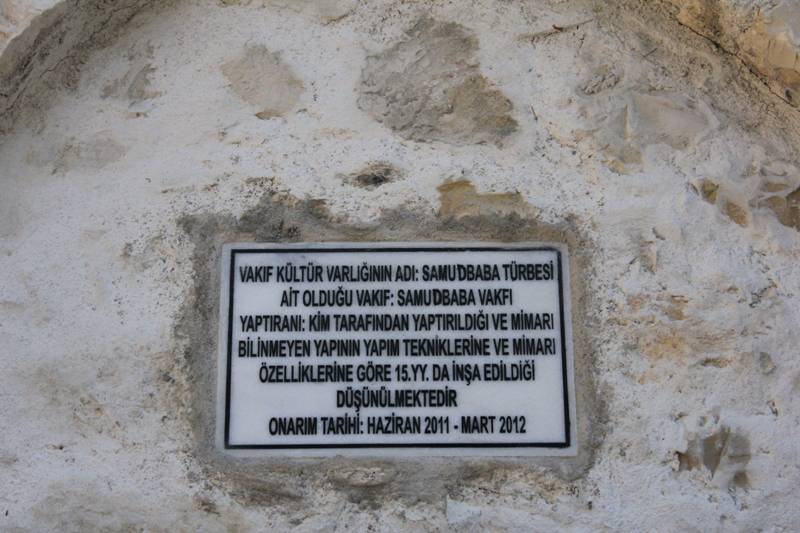 VAKIF KÜLTÜR VARLIĞININ ADI: SAMU'DBABA TÜRBESİ
AİT OLDUĞU VAKIF: SAMU'DBABA VAKFI
YAPTIRANI: KİM TARAFINDAN YAPTIRILDIĞI VE MİMARI
BİLİNMEYEN YAPININ YAPIM TEKNİKLERİNE VE MİMARI
ÖZELLİKLERİNE GÖRE 15.YY. DA İNŞA EDİLDİĞİ
DÜŞÜNÜLMEKTEDİR
ONARIM TARİHİ: HAZİRAN 2011 - MART 2012